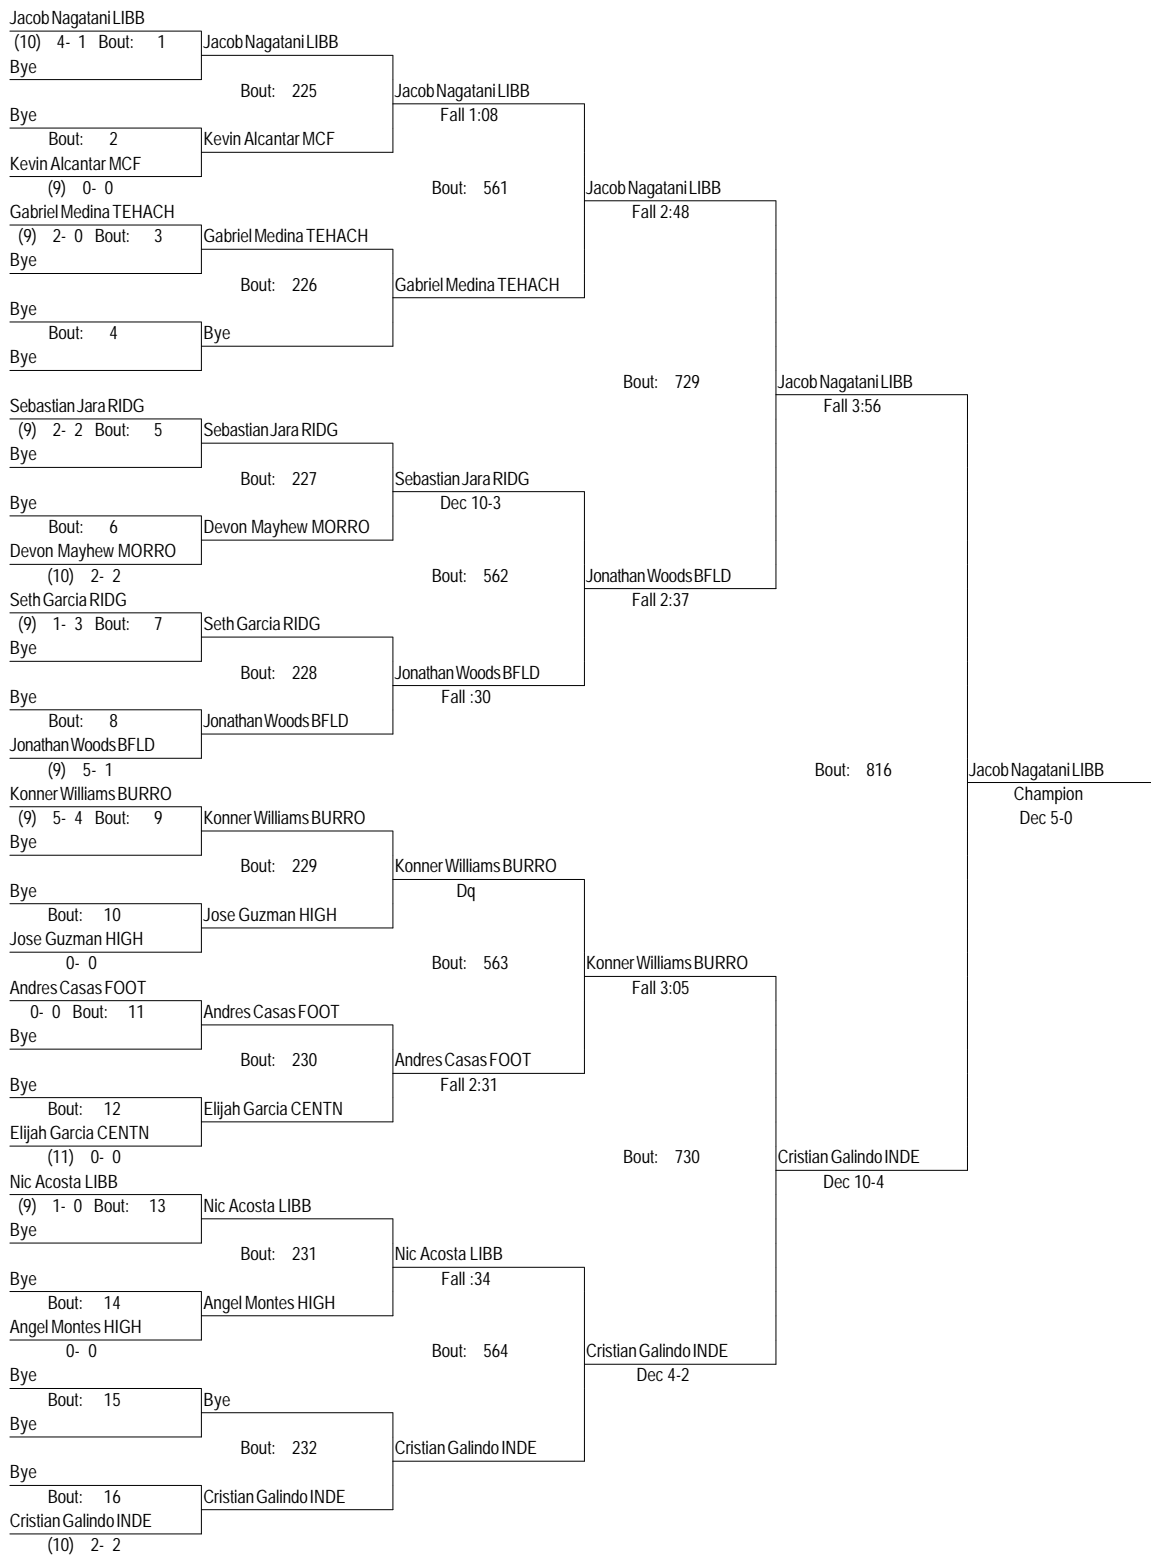 Jacob Nagatani LIBB
(10) 4- 1 Bout: 1
Jacob Nagatani LIBB
Bye
Bout: 225
Jacob Nagatani LIBB
Bye
Fall 1:08
Bout: 2
Kevin Alcantar MCF
Kevin Alcantar MCF
(9) 0- 0
Bout: 561
Jacob Nagatani LIBB
Gabriel Medina TEHACH
Fall 2:48
(9) 2- 0 Bout: 3
Gabriel Medina TEHACH
Bye
Bout: 226
Gabriel Medina TEHACH
Bye
Bout: 4
Bye
Bye
Bout: 729
Jacob Nagatani LIBB
Sebastian Jara RIDG
Fall 3:56
(9) 2- 2 Bout: 5
Sebastian Jara RIDG
Bye
Bout: 227
Sebastian Jara RIDG
Bye
Dec 10-3
Bout: 6
Devon Mayhew MORRO
Devon Mayhew MORRO
(10) 2- 2
Bout: 562
Jonathan Woods BFLD
Seth Garcia RIDG
Fall 2:37
(9) 1- 3 Bout: 7
Seth Garcia RIDG
Bye
Bout: 228
Jonathan Woods BFLD
Bye
Fall :30
Bout: 8
Jonathan Woods BFLD
Jonathan Woods BFLD
(9) 5- 1
Bout: 816
Jacob Nagatani LIBB
Konner Williams BURRO
Champion
(9) 5- 4 Bout: 9
Konner Williams BURRO
Dec 5-0
Bye
Bout: 229
Konner Williams BURRO
Bye
Dq
Bout: 10
Jose Guzman HIGH
Jose Guzman HIGH
0- 0
Bout: 563
Konner Williams BURRO
Andres Casas FOOT
Fall 3:05
0- 0 Bout: 11
Andres Casas FOOT
Bye
Bout: 230
Andres Casas FOOT
Bye
Fall 2:31
Bout: 12
Elijah Garcia CENTN
Elijah Garcia CENTN
(11) 0- 0
Bout: 730
Cristian Galindo INDE
Nic Acosta LIBB
Dec 10-4
(9) 1- 0 Bout: 13
Nic Acosta LIBB
Bye
Bout: 231
Nic Acosta LIBB
Bye
Fall :34
Bout: 14
Angel Montes HIGH
Angel Montes HIGH
0- 0
Bout: 564
Cristian Galindo INDE
Bye
Dec 4-2
Bout: 15
Bye
Bye
Bout: 232
Cristian Galindo INDE
Bye
Bout: 16
Cristian Galindo INDE
Cristian Galindo INDE
(10) 2- 2